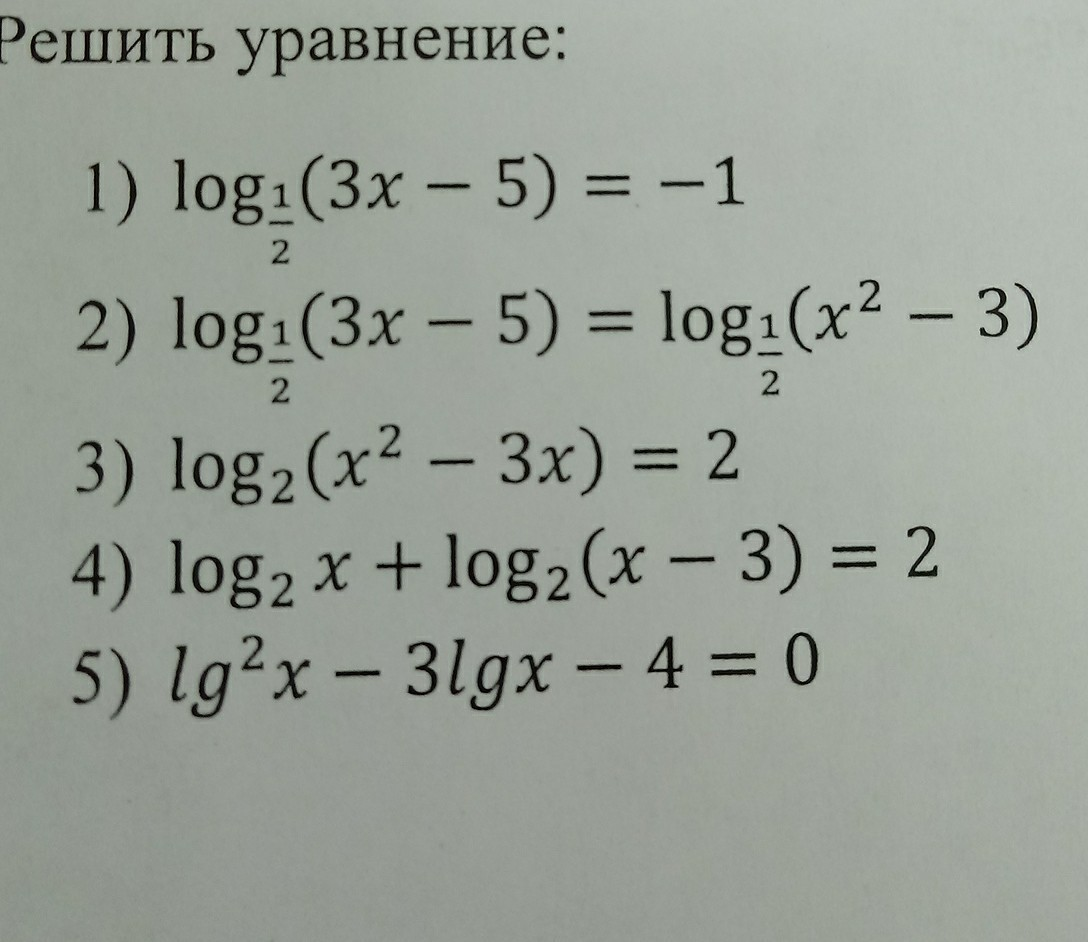 Решить уравнение:
1) log₁⁄₂(3x − 5) = −1
2) log₁⁄₂(3x − 5) = log₁⁄₂(x² − 3)
3) log₂(x² − 3x) = 2
4) log₂ x + log₂(x − 3) = 2
5) lg²x − 3lgx − 4 = 0